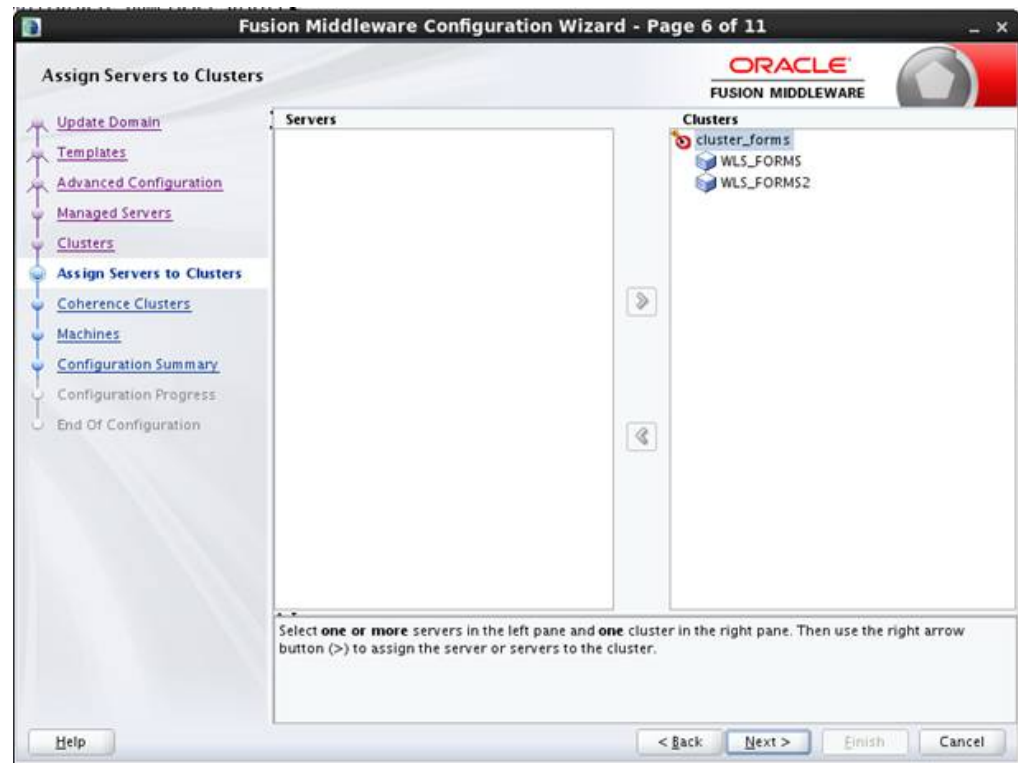 Fusion Middleware Configuration Wizard - Page 6 of 11
Assign Servers to Clusters
ORACLE
FUSION MIDDLEWARE
Update Domain
Templates
Advanced Configuration
Managed Servers
Clusters
Assign Servers to Clusters
Coherence Clusters
Machines
Configuration Summary
Configuration Progress
End Of Configuration
Servers
Clusters
cluster_forms
WLS_FORMS
WLS_FORMS2
Select one or more servers in the left pane and one cluster in the right pane. Then use the right arrow
button (>) to assign the server or servers to the cluster.
Help
< Back
Next >
Finish
Cancel